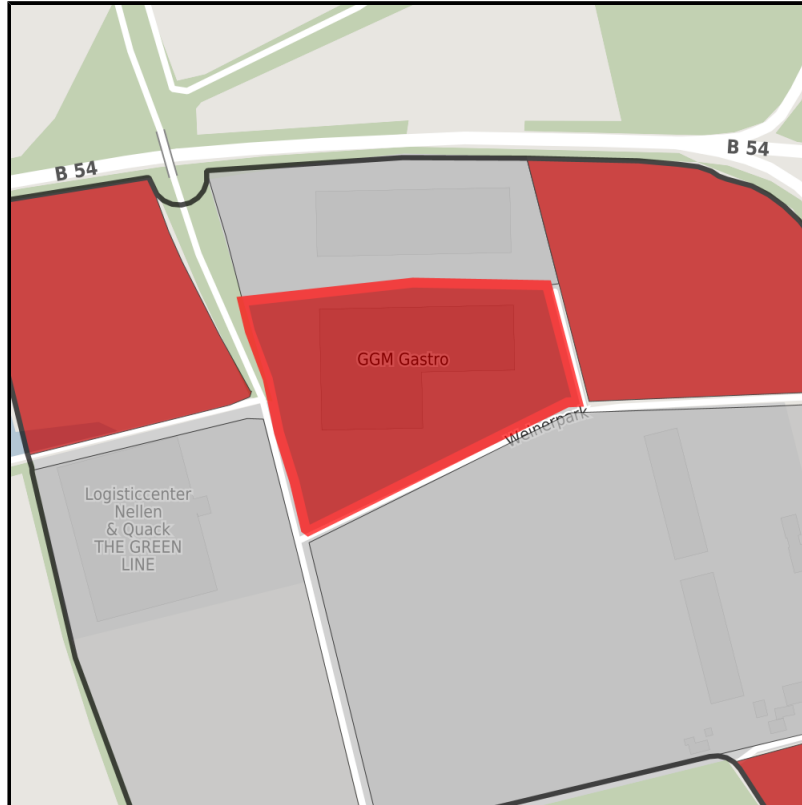 B 54
B 54
GGM Gastro
Weinerpark
Logisticcenter
Nellen
& Quack
THE GREEN
LINE